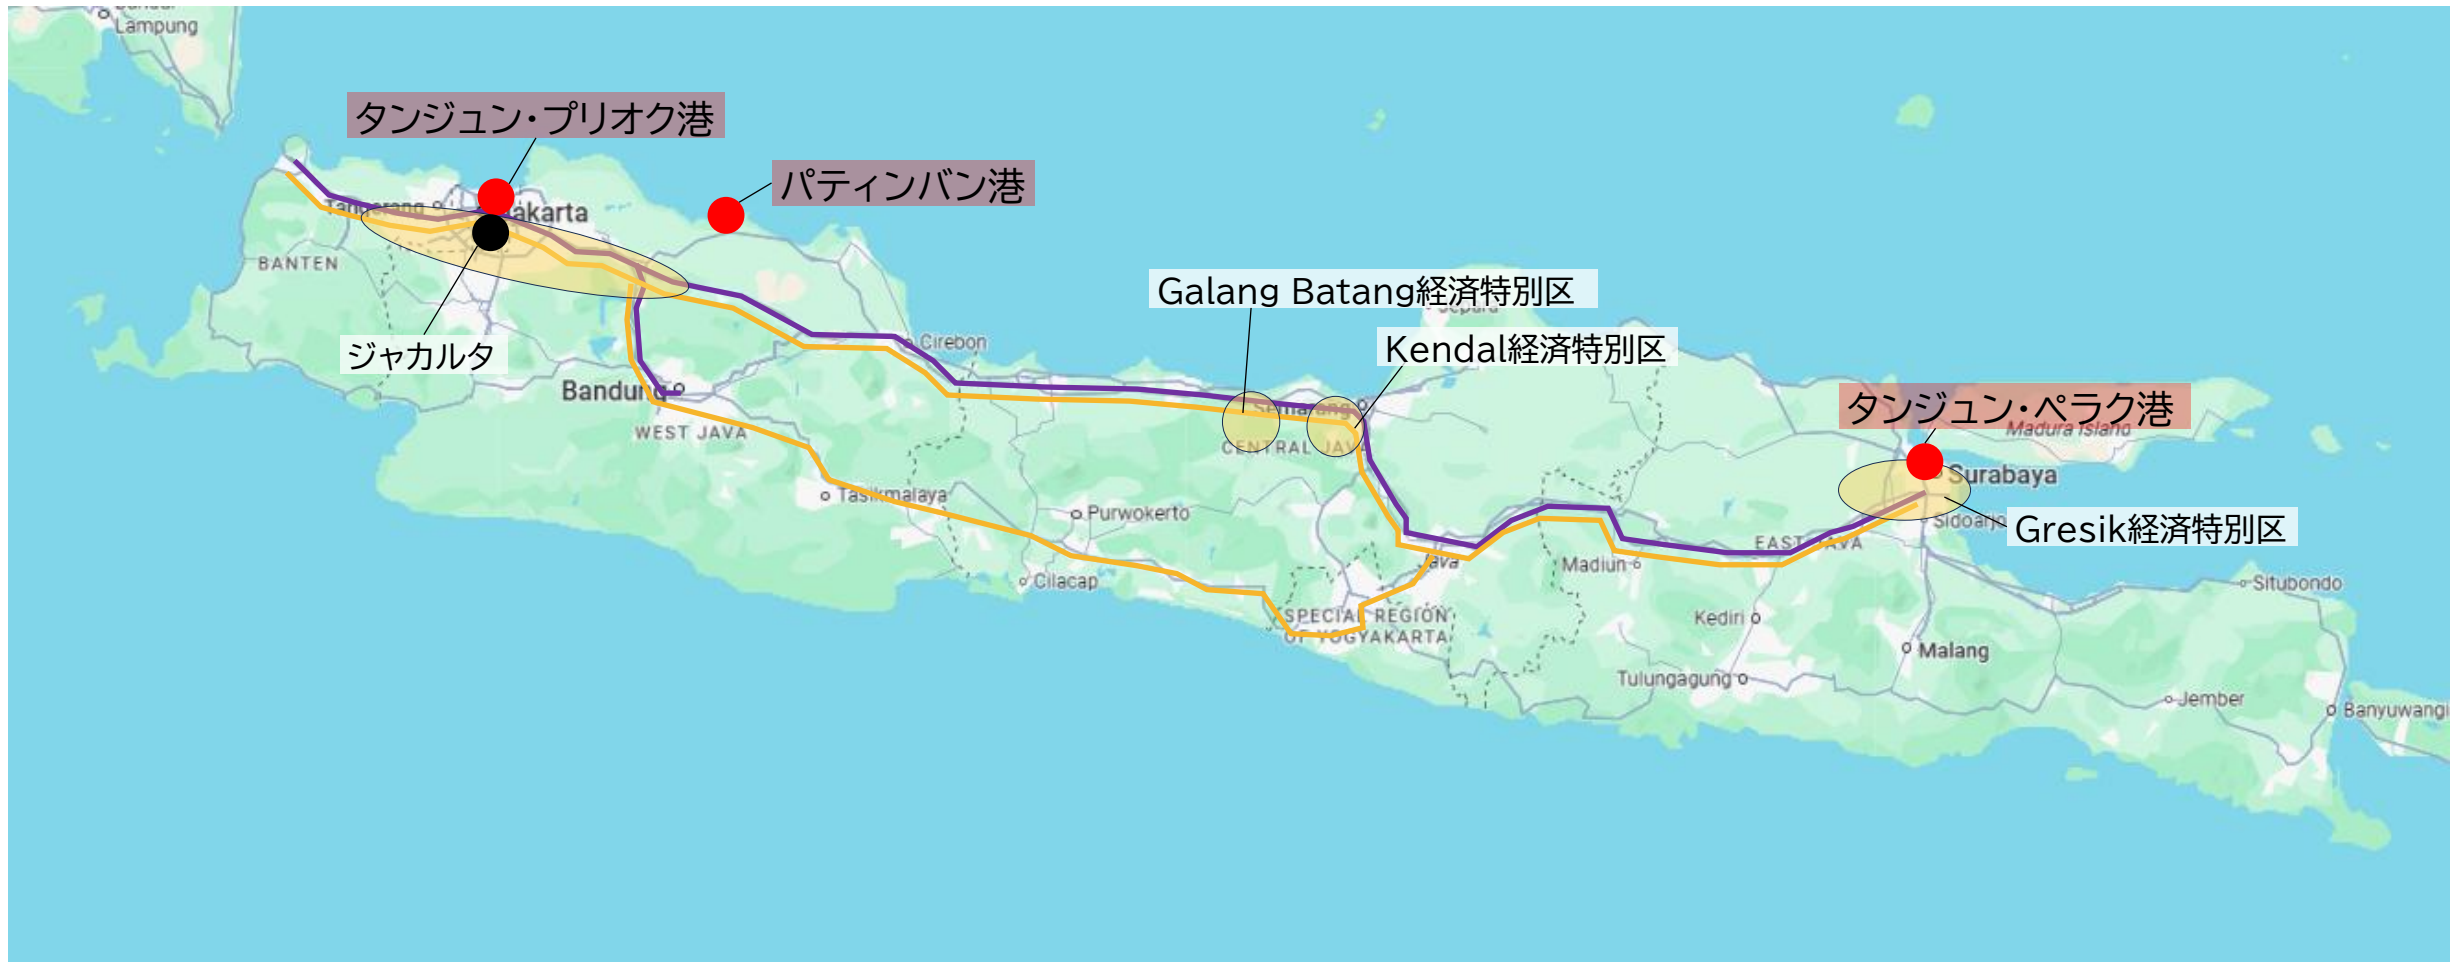 Lampung
タンジュン・プリオク港
パティンバン港
Tangerang
Jakarta
BANTEN
Galang Batang経済特別区
Jepara
Kendal経済特別区
ジャカルタ
Cirebon
Bandung
タンジュン・ペラク港
Semarang
Madura Island
WEST JAVA
CENTRAL JAVA
Surabaya
Tasikmalaya
Purwokerto
Sidoarjo
Gresik経済特別区
EAST JAVA
Java
Madiun
Cilacap
Situbondo
SPECIAL REGION
OF YOGYAKARTA
Kediri
Malang
Tulungagung
Jember
Banyuwangi